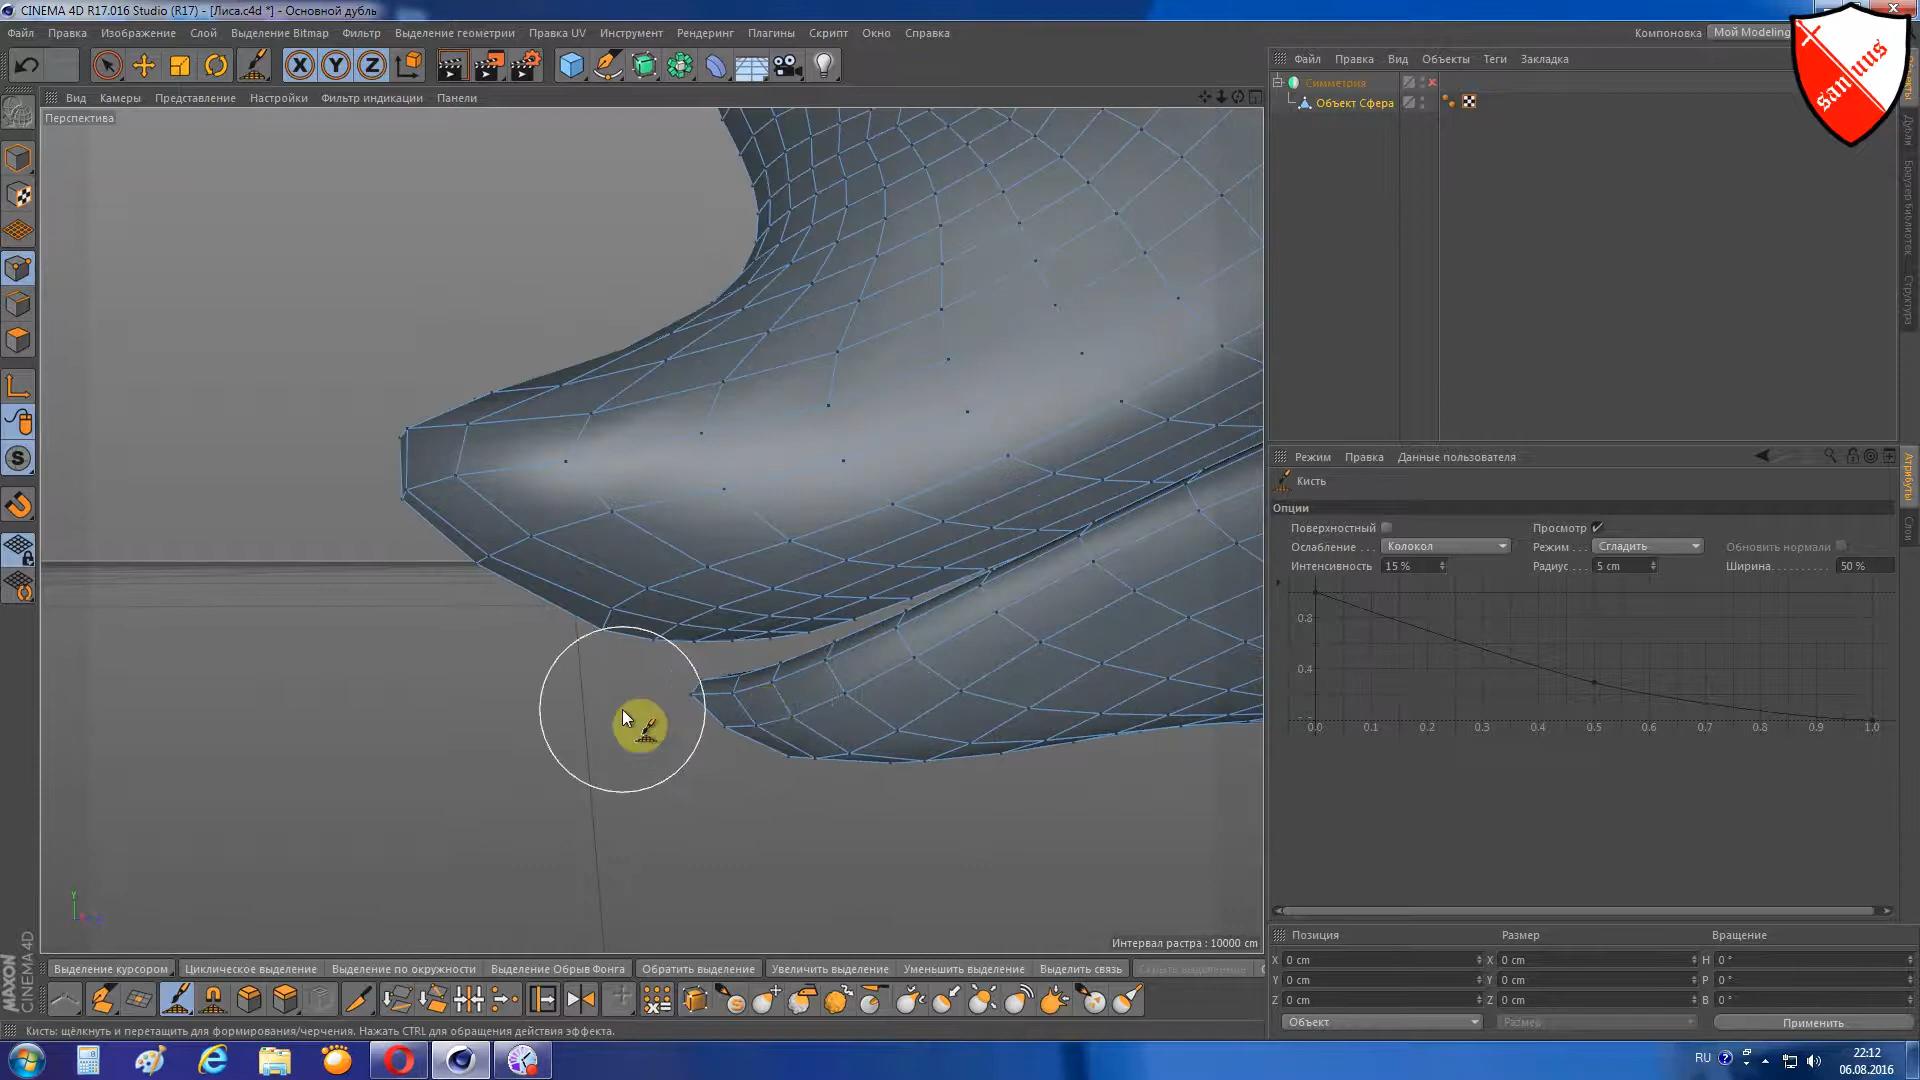 CINEMA 4D R17.016 Studio (R17) - [Лиса.c4d *] - Основной дубль
Файл Правка Изображение Слой Выделение Bitmap Фильтр Выделение геометрии Правка UV Инструмент Рендеринг Плагины Скрипт Окно Справка
Компоновка Мой Modeling
sanuus
X Y Z
Вид Камеры Представление Настройки Фильтр индикации Панели
Перспектива
Файл Правка Вид Объекты Теги Закладка
Симметрия
Объект Сфера
Объекты
Дубли
Браузер библиотек
Структура
Режим Правка Данные пользователя
Атрибуты
Слои
Кисть
Опции
Поверхностный Просмотр
Ослабление . . . Колокол Режим . . . Сгладить Обновить нормали
Интенсивность 15 % Радиус . . . 5 cm Ширина. . . . . . . . . . 50 %
0.8
0.4
0.0 0.1 0.2 0.3 0.4 0.5 0.6 0.7 0.8 0.9 1.0
S
Y
Интервал растра : 10000 cm
Позиция Размер Вращение
X 0 cm X 0 cm H 0 °
Y 0 cm Y 0 cm P 0 °
Z 0 cm Z 0 cm B 0 °
Объект Размер Применить
Выделение курсором Циклическое выделение Выделение по окружности Выделение Обрыв Фонга Обратить выделение Увеличить выделение Уменьшить выделение Выделить связь
MAXON
CINEMA 4D
Кисть: щёлкнуть и перетащить для формирования/черчения. Нажать CTRL для обращения действия эффекта.
RU 22:12
06.08.2016